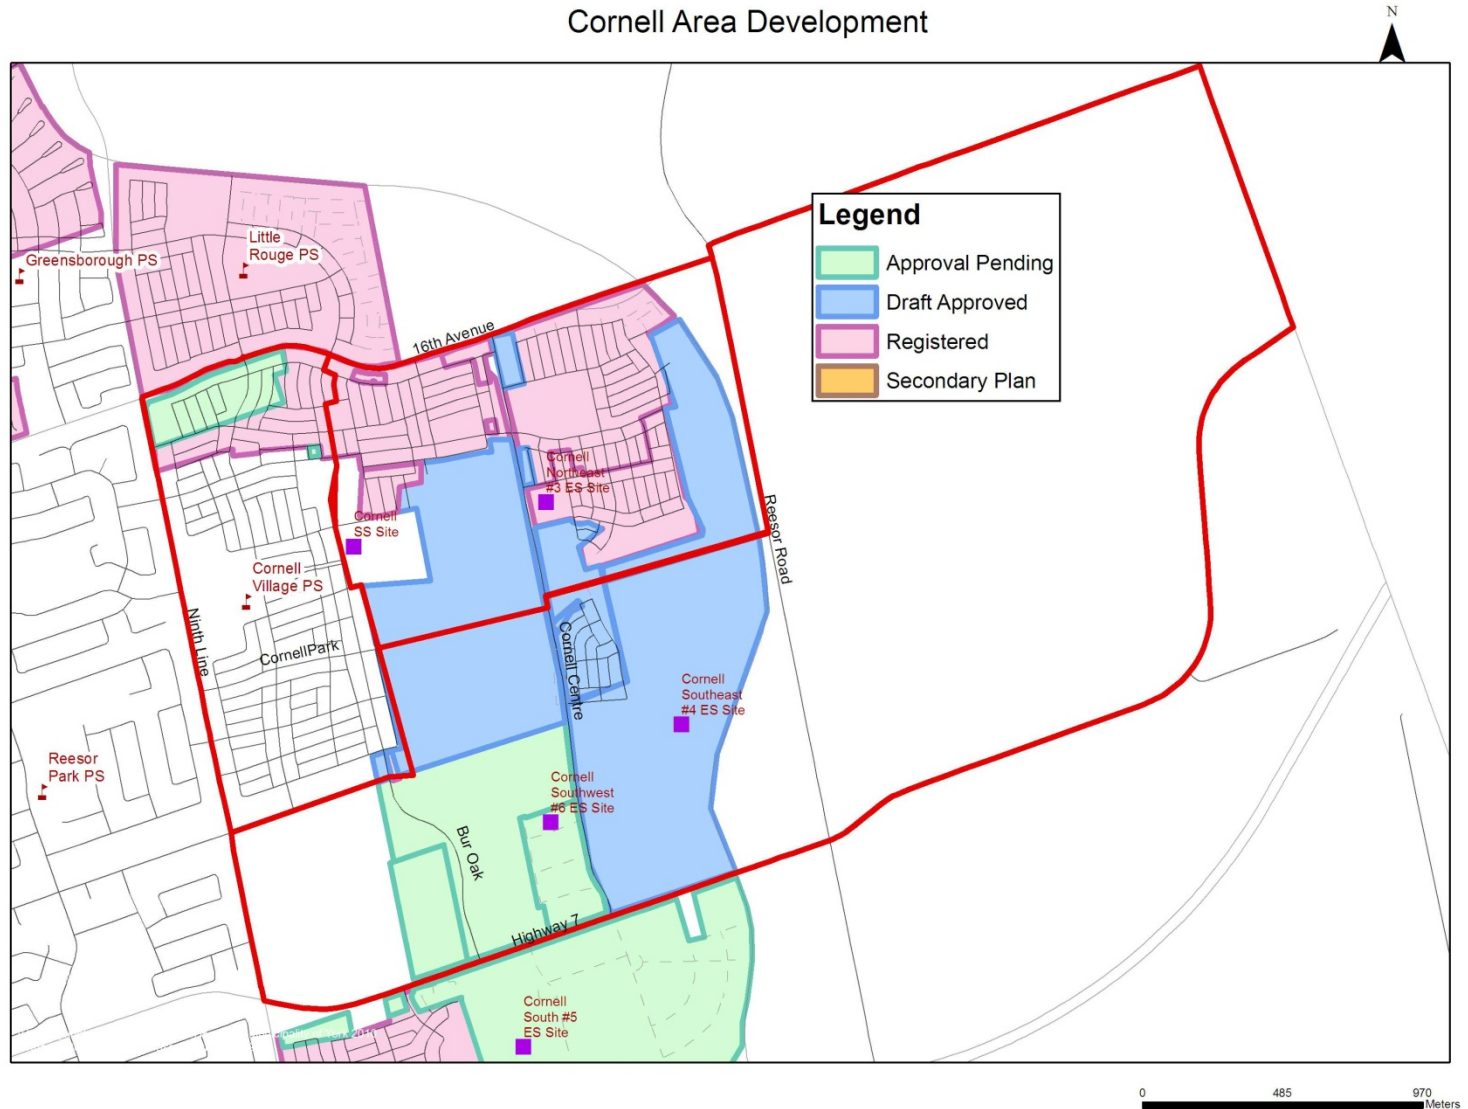 Cornell Area Development
N
Legend
Approval Pending
Draft Approved
Registered
Secondary Plan
Little
Rouge PS
Greensborough PS
16th Avenue
Cornell
Northeast
#3 ES Site
Cornell
SS Site
Reesor Road
Cornell
Village PS
Ninth Line
CornellPark
Cornell Centre
Cornell
Southeast
#4 ES Site
Reesor
Park PS
Cornell
Southwest
#6 ES Site
Bur Oak
Highway 7
Cornell
South #5
ES Site
0 485 970
Meters